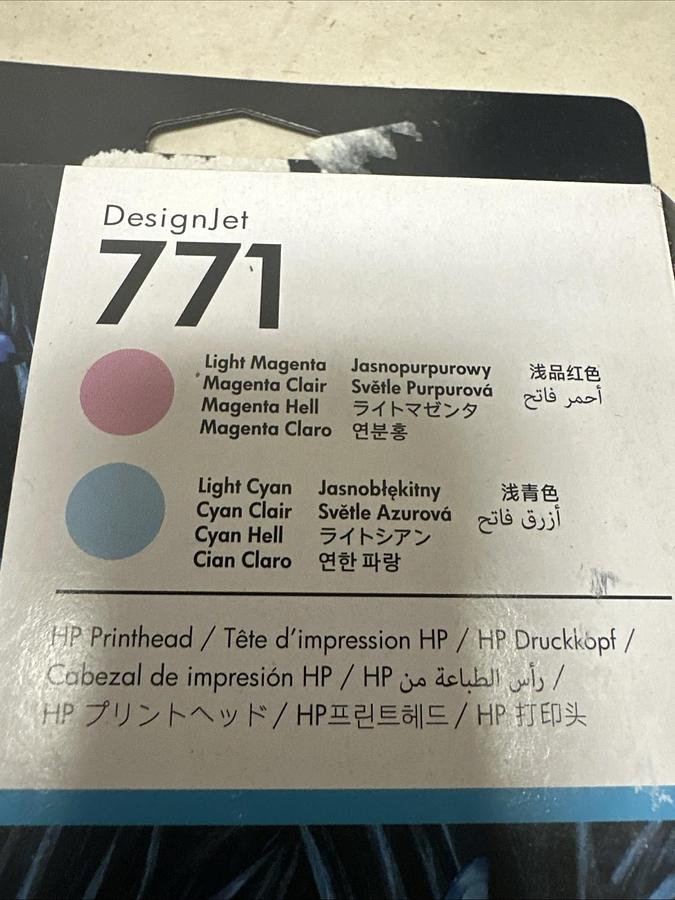 DesignJet
771
Light Magenta Jasnopurpurowy 浅品红色
Magenta Clair Světle Purpurová أحمر فاتح
Magenta Hell ライトマゼンタ
Magenta Claro 연분홍
Light Cyan Jasnobłękitny 浅青色
Cyan Clair Světle Azurová أزرق فاتح
Cyan Hell ライトシアン
Cian Claro 연한 파랑
HP Printhead / Tête d'impression HP / HP Druckkopf /
Cabezal de impresión HP / HP رأس الطباعة من /
HP プリントヘッド / HP프린트헤드 / HP 打印头